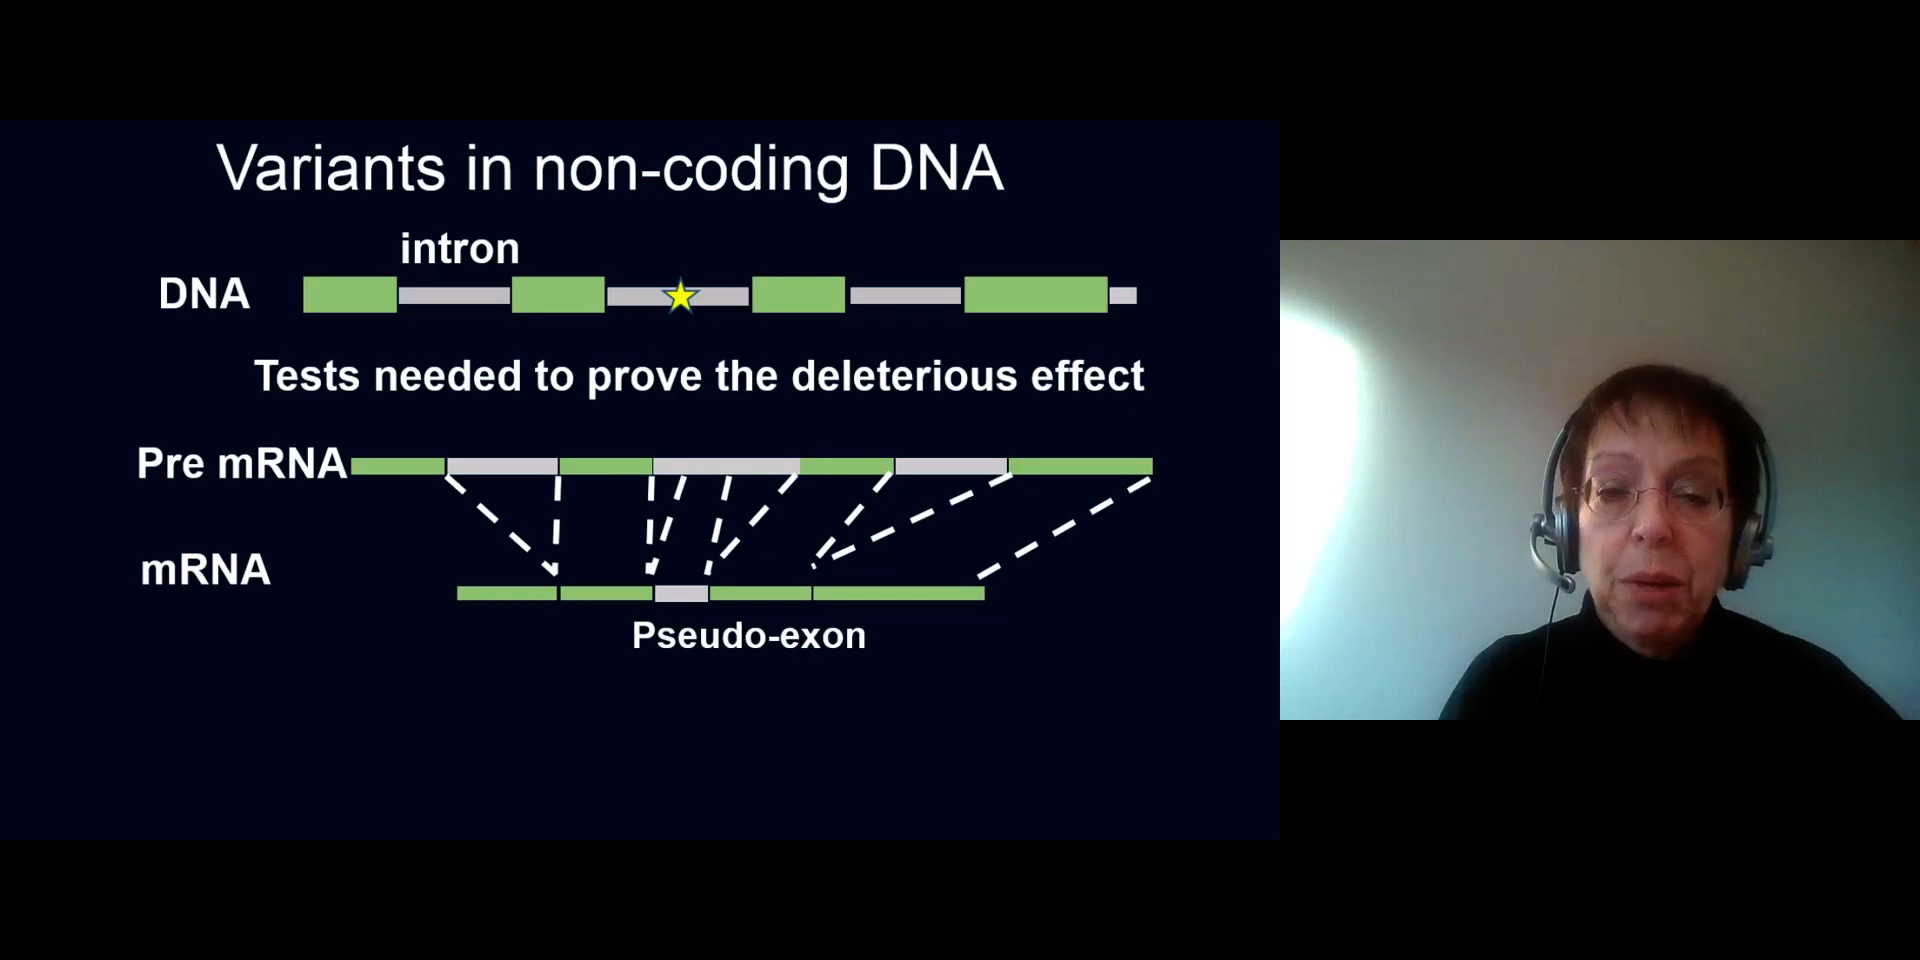 Variants in non-coding DNA
intron
DNA
Tests needed to prove the deleterious effect
Pre mRNA
mRNA
Pseudo-exon